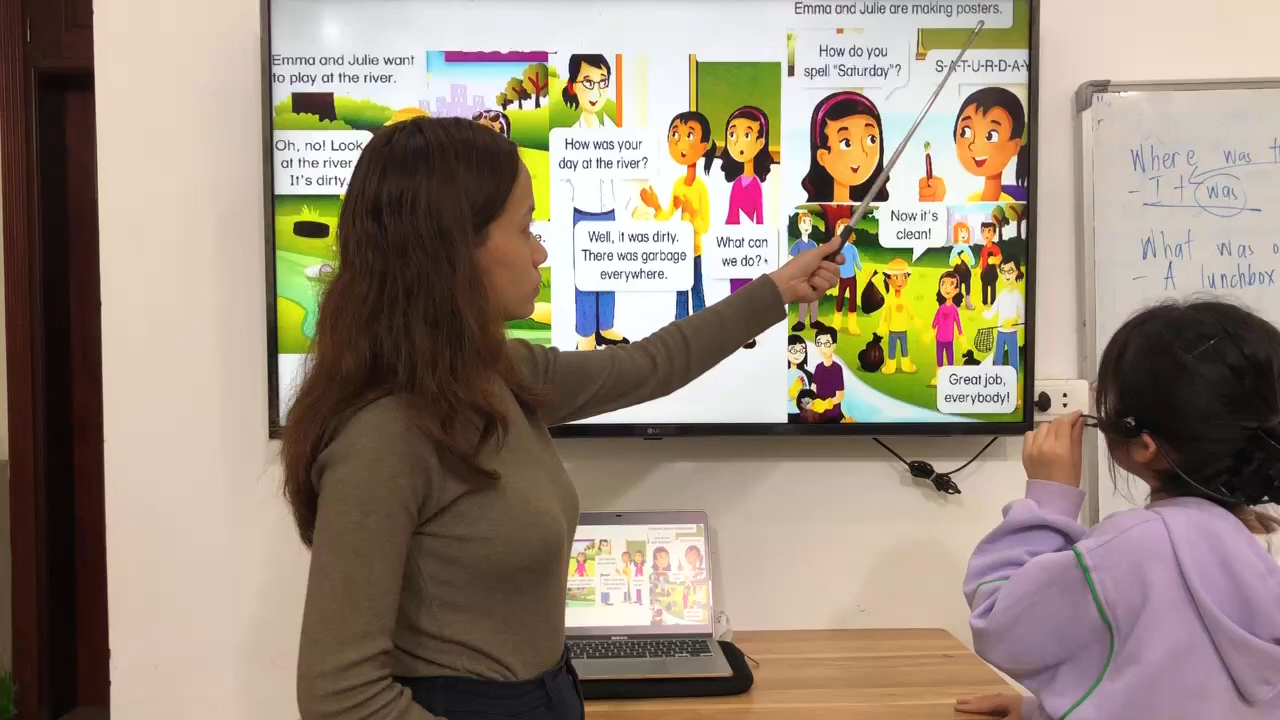 Emma and Julie want
to play at the river.
Oh, no! Look
at the river.
It's dirty.
How was your
day at the river?
Well, it was dirty.
There was garbage
everywhere.
What can
we do?
Emma and Julie are making posters.
How do you
spell "Saturday"?
S-A-T-U-R-D-A-Y
Now it's
clean!
Great job,
everybody!
LG
Where was
- It was
What was
- A lunchbox